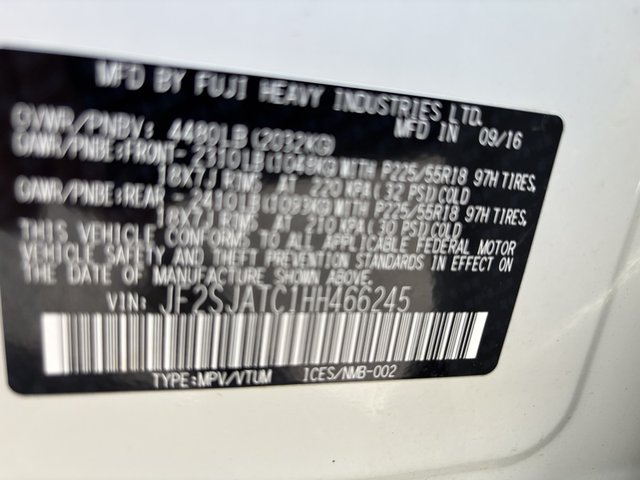 MFD BY FUJI HEAVY INDUSTRIES LTD.
GVWR/PNBV: 4480LB (2032KG) MFD IN 09/16
GAWR/PNBE:FRONT- 2310LB (1048KG) WITH P225/55R18 97H TIRES,
18X7J RIMS AT 220 KPA (32 PSI) COLD
GAWR/PNBE:REAR - 2410LB (1093KG) WITH P225/55R18 97H TIRES,
18X7J RIMS, AT 210 KPA (30 PSI) COLD
THIS VEHICLE CONFORMS TO ALL APPLICABLE FEDERAL MOTOR
VEHICLE SAFETY AND THEFT PREVENTION STANDARDS IN EFFECT ON
THE DATE OF MANUFACTURE SHOWN ABOVE.
VIN: JF2SJATC1HH466245
TYPE:MPV/VTUM ICES/NMB-002